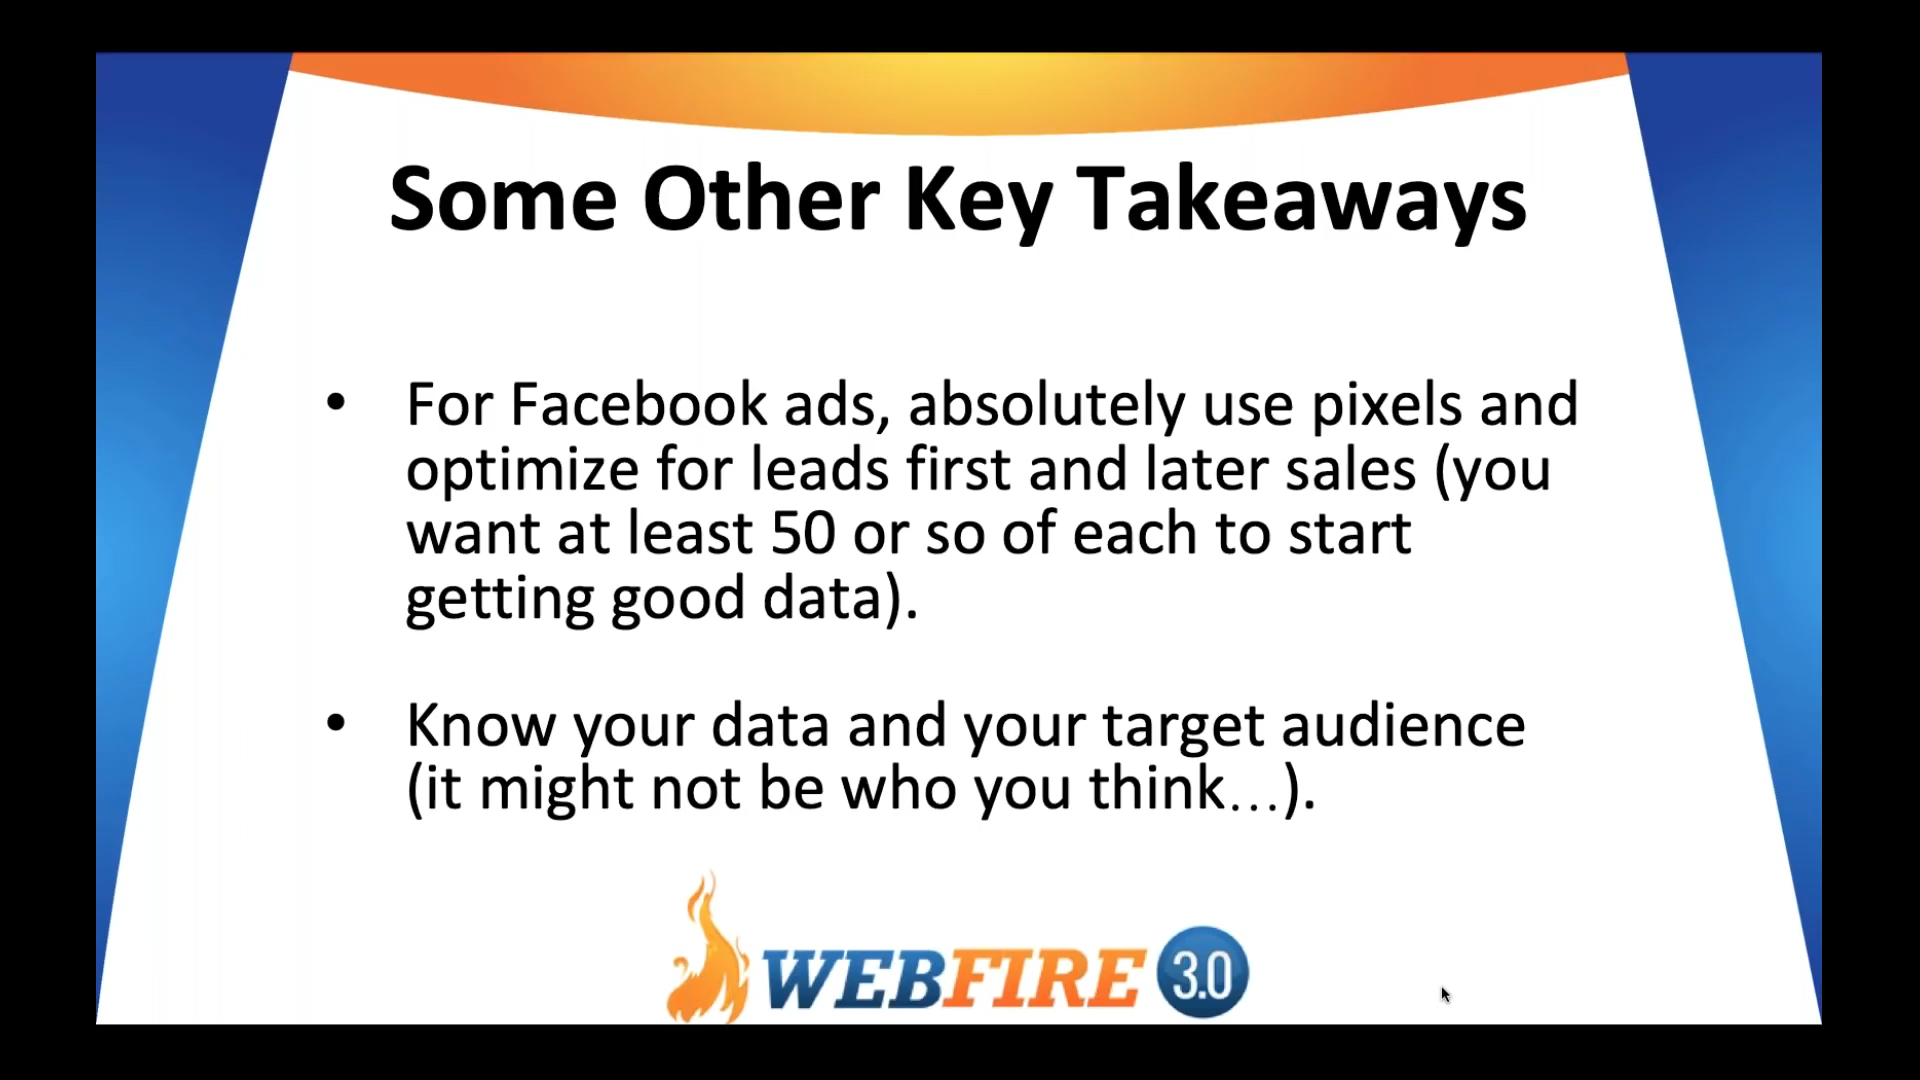 Some Other Key Takeaways
• For Facebook ads, absolutely use pixels and
optimize for leads first and later sales (you
want at least 50 or so of each to start
getting good data).
• Know your data and your target audience
(it might not be who you think…).
WEBFIRE 3.0